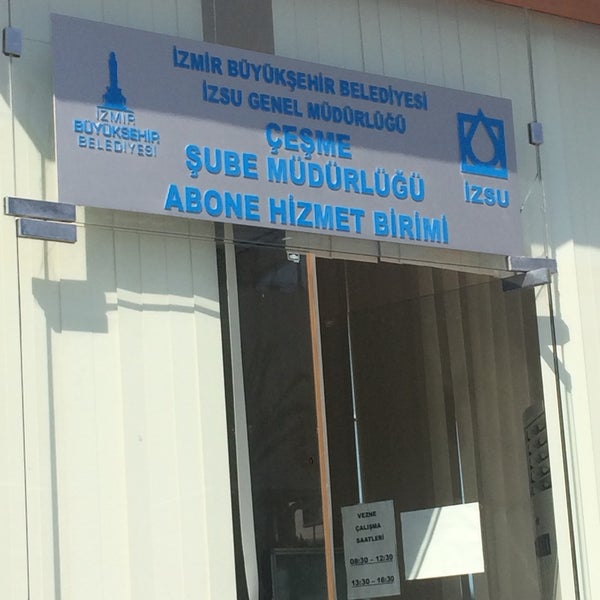 İZMİR BÜYÜKŞEHİR BELEDİYESİ
İZSU GENEL MÜDÜRLÜĞÜ
ÇEŞME
ŞUBE MÜDÜRLÜĞÜ
ABONE HİZMET BİRİMİ
İZMİR
BÜYÜKŞEHİR
BELEDİYESİ
İZSU
VEZNE
ÇALIŞMA
SAATLERİ
08:30 - 12:30
13:30 - 16:30